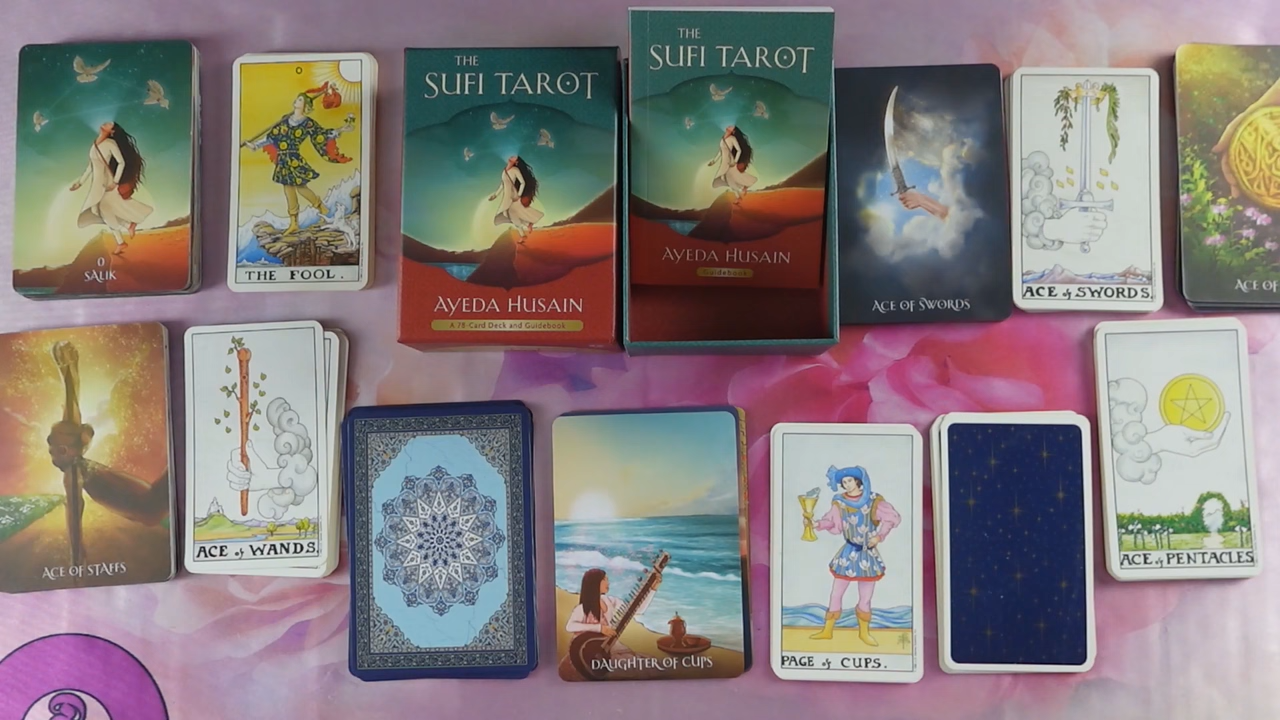 0
SALIK
0
THE FOOL.
THE
SUFI TAROT
AYEDA HUSAIN
A 78-Card Deck and Guidebook
THE
SUFI TAROT
AYEDA HUSAIN
Guidebook
ACE OF SWORDS
ACE of SWORDS.
ACE OF
ACE OF STAFFS
ACE of WANDS.
DAUGHTER OF CUPS
PAGE of CUPS.
ACE of PENTACLES.